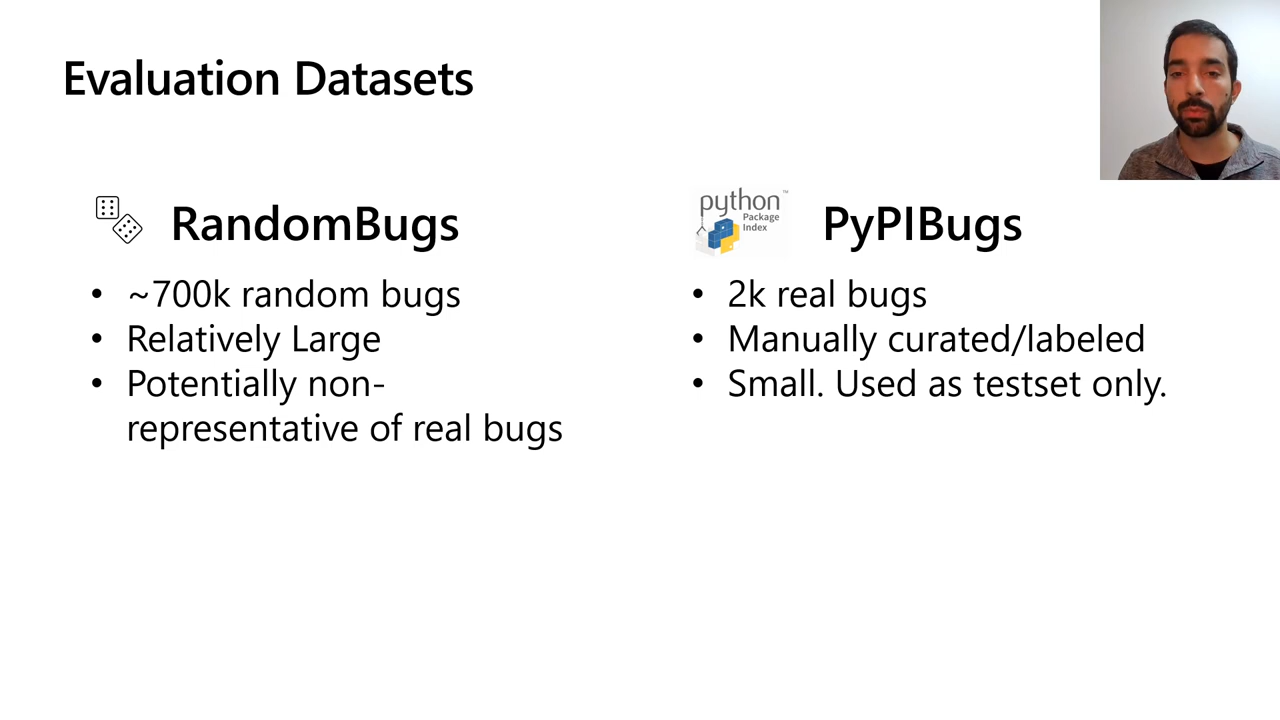 Evaluation Datasets
RandomBugs
• ~700k random bugs
• Relatively Large
• Potentially non-
representative of real bugs
python™
Package
Index
PyPIBugs
• 2k real bugs
• Manually curated/labeled
• Small. Used as testset only.